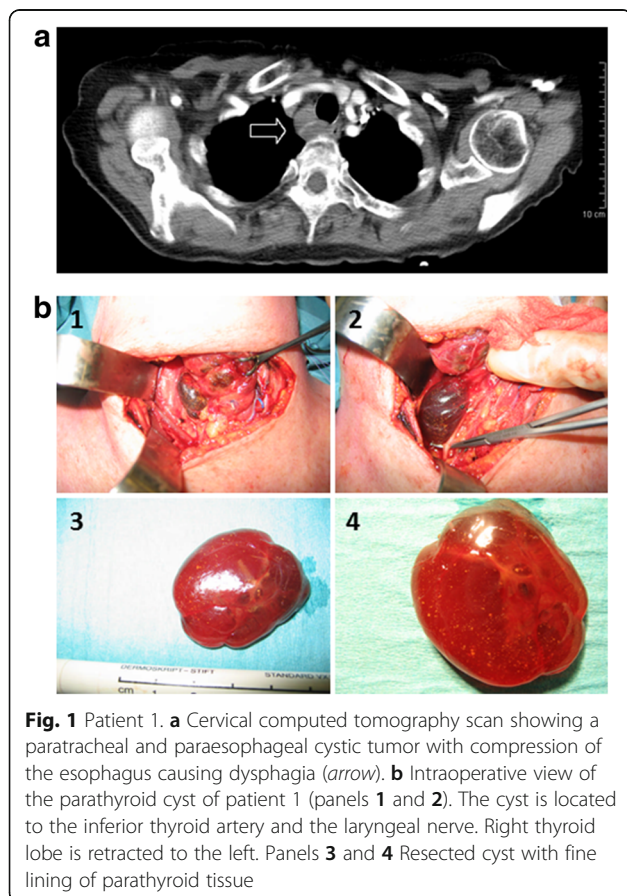 a
10 cm
b
1
2
3
4
DERMOSKRIPT - STIFT
STANDARD
cm
Fig. 1 Patient 1. a Cervical computed tomography scan showing a
paratracheal and paraesophageal cystic tumor with compression of
the esophagus causing dysphagia (arrow). b Intraoperative view of
the parathyroid cyst of patient 1 (panels 1 and 2). The cyst is located
to the inferior thyroid artery and the laryngeal nerve. Right thyroid
lobe is retracted to the left. Panels 3 and 4 Resected cyst with fine
lining of parathyroid tissue